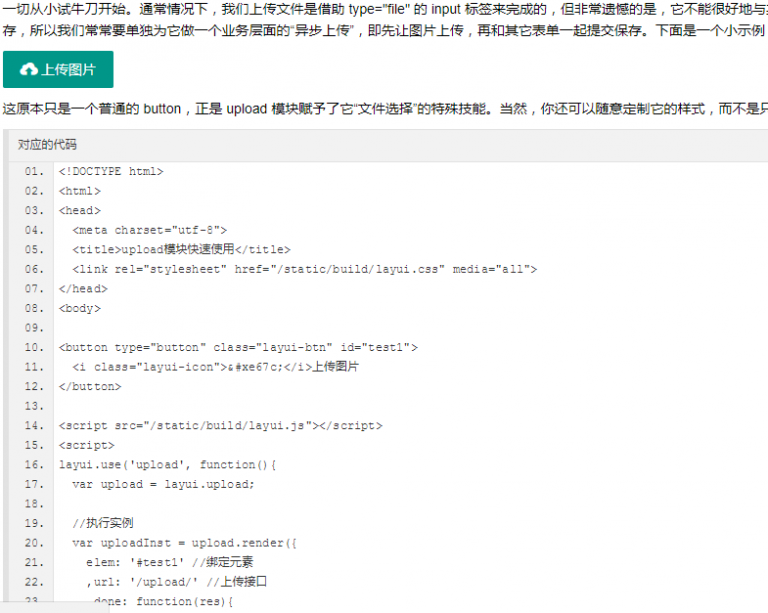 一切从小试牛刀开始。通常情况下，我们上传文件是借助 type="file" 的 input 标签来完成的，但非常遗憾的是，它不能很好地与
存，所以我们常常要单独为它做一个业务层面的“异步上传”，即先让图片上传，再和其它表单一起提交保存。下面是一个小示例
上传图片
这原本只是一个普通的 button，正是 upload 模块赋予了它“文件选择”的特殊技能。当然，你还可以随意定制它的样式，而不是只
对应的代码
01. <!DOCTYPE html>
02. <html>
03. <head>
04.   <meta charset="utf-8">
05.   <title>upload模块快速使用</title>
06.   <link rel="stylesheet" href="/static/build/layui.css" media="all">
07. </head>
08. <body>
09.
10. <button type="button" class="layui-btn" id="test1">
11.   <i class="layui-icon">&#xe67c;</i>上传图片
12. </button>
13.
14. <script src="/static/build/layui.js"></script>
15. <script>
16. layui.use('upload', function(){
17.   var upload = layui.upload;
18.
19.   //执行实例
20.   var uploadInst = upload.render({
21.     elem: '#test1' //绑定元素
22.     ,url: '/upload/' //上传接口
23.     ,done: function(res){